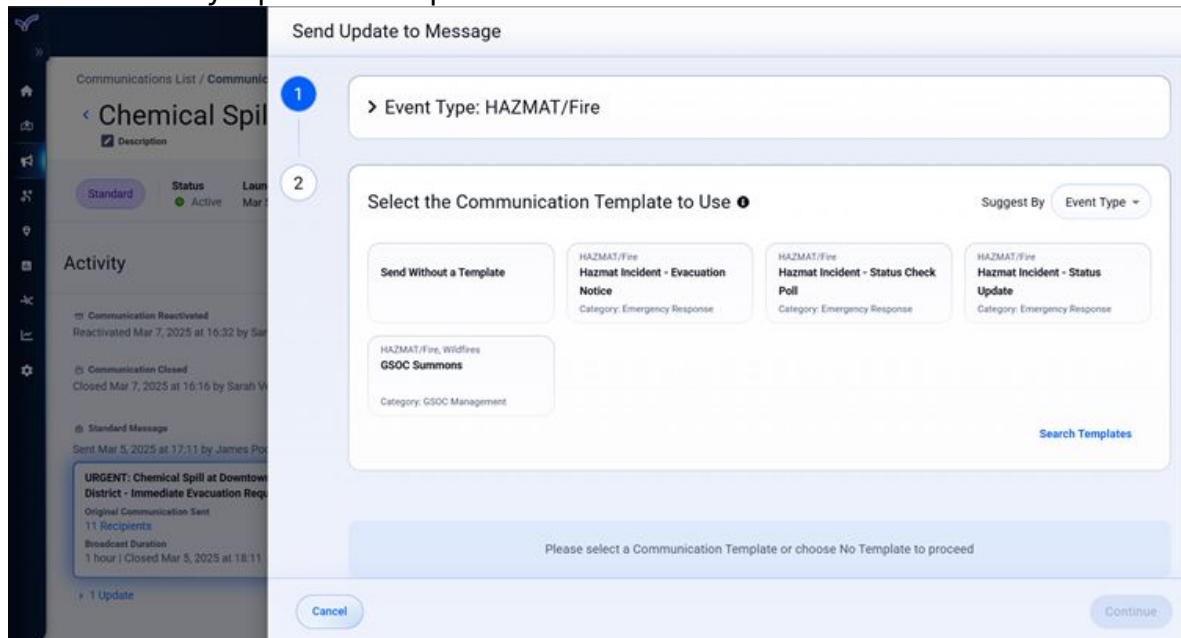 Send Update to Message
Communications List / Communic
Chemical Spil
Description
Standard
Status
Active
Laun
Mar
Activity
Communication Reactivated
Reactivated Mar 7, 2025 at 16:32 by Sar
Communication Closed
Closed Mar 7, 2025 at 16:16 by Sarah
Standard Message
Sent Mar 5, 2025 at 17:11 by James
URGENT: Chemical Spill at Downtown
District - Immediate Evacuation Requ
Original Communication Sent
11 Recipients
Broadcast Duration
1 hour | Closed Mar 5, 2025 at 18:11
1 Update
1
Event Type: HAZMAT/Fire
2
Select the Communication Template to Use
Suggest By Event Type
Send Without a Template
HAZMAT/Fire
Hazmat Incident - Evacuation
Notice
Category: Emergency Response
HAZMAT/Fire
Hazmat Incident - Status Check
Poll
Category: Emergency Response
HAZMAT/Fire
Hazmat Incident - Status
Update
Category: Emergency Response
HAZMAT/Fire, Wildfires
GSOC Summons
Category: GSOC Management
Search Templates
Please select a Communication Template or choose No Template to proceed
Cancel
Continue